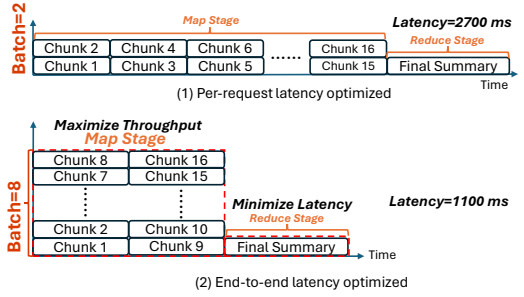 Batch=2
Map Stage
Latency=2700 ms
Reduce Stage
Chunk 2 Chunk 4 Chunk 6 Chunk 16
Chunk 1 Chunk 3 Chunk 5 ...... Chunk 15 Final Summary
Time
(1) Per-request latency optimized
Maximize Throughput
Map Stage
Batch=8
Chunk 8 Chunk 16
Chunk 7 Chunk 15
Minimize Latency
Latency=1100 ms
Reduce Stage
Chunk 2 Chunk 10
Chunk 1 Chunk 9 Final Summary
Time
(2) End-to-end latency optimized